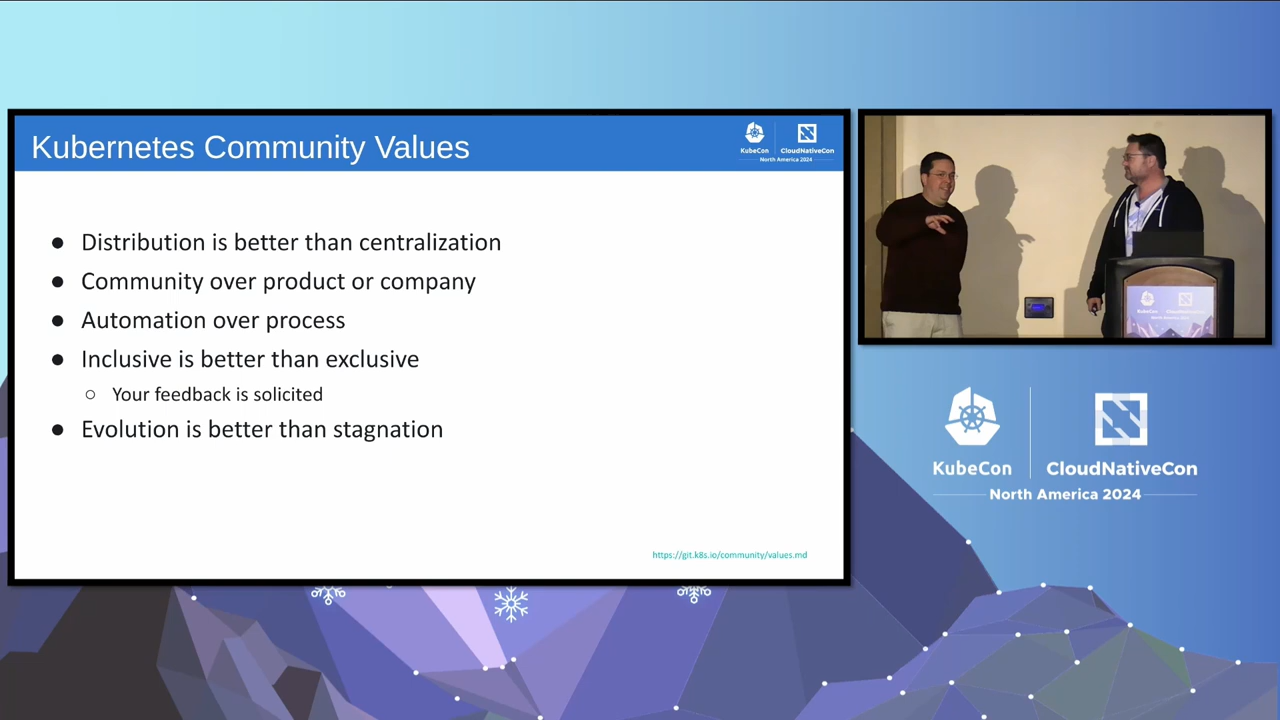 Kubernetes Community Values
KubeCon
CloudNativeCon
North America 2024
Distribution is better than centralization
Community over product or company
Automation over process
Inclusive is better than exclusive
Your feedback is solicited
Evolution is better than stagnation
https://git.k8s.io/community/values.md
KubeCon
CloudNativeCon
North America 2024